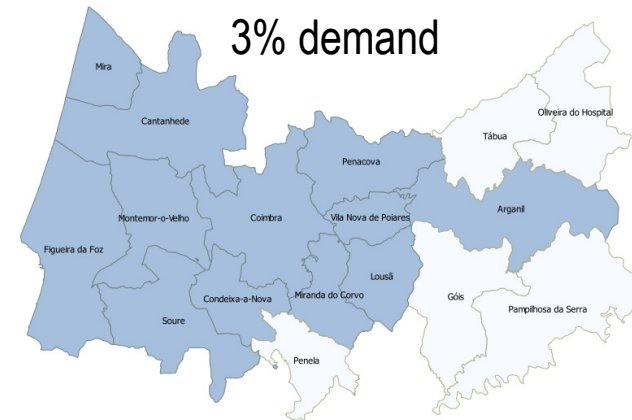 3% demand
Mira
Cantanhede
Oliveira do Hospital
Tábua
Penacova
Arganil
Montemor-o-Velho
Coimbra
Vila Nova de Poiares
Figueira da Foz
Lousã
Condeixa-a-Nova
Miranda do Corvo
Góis
Pampilhosa da Serra
Soure
Penela